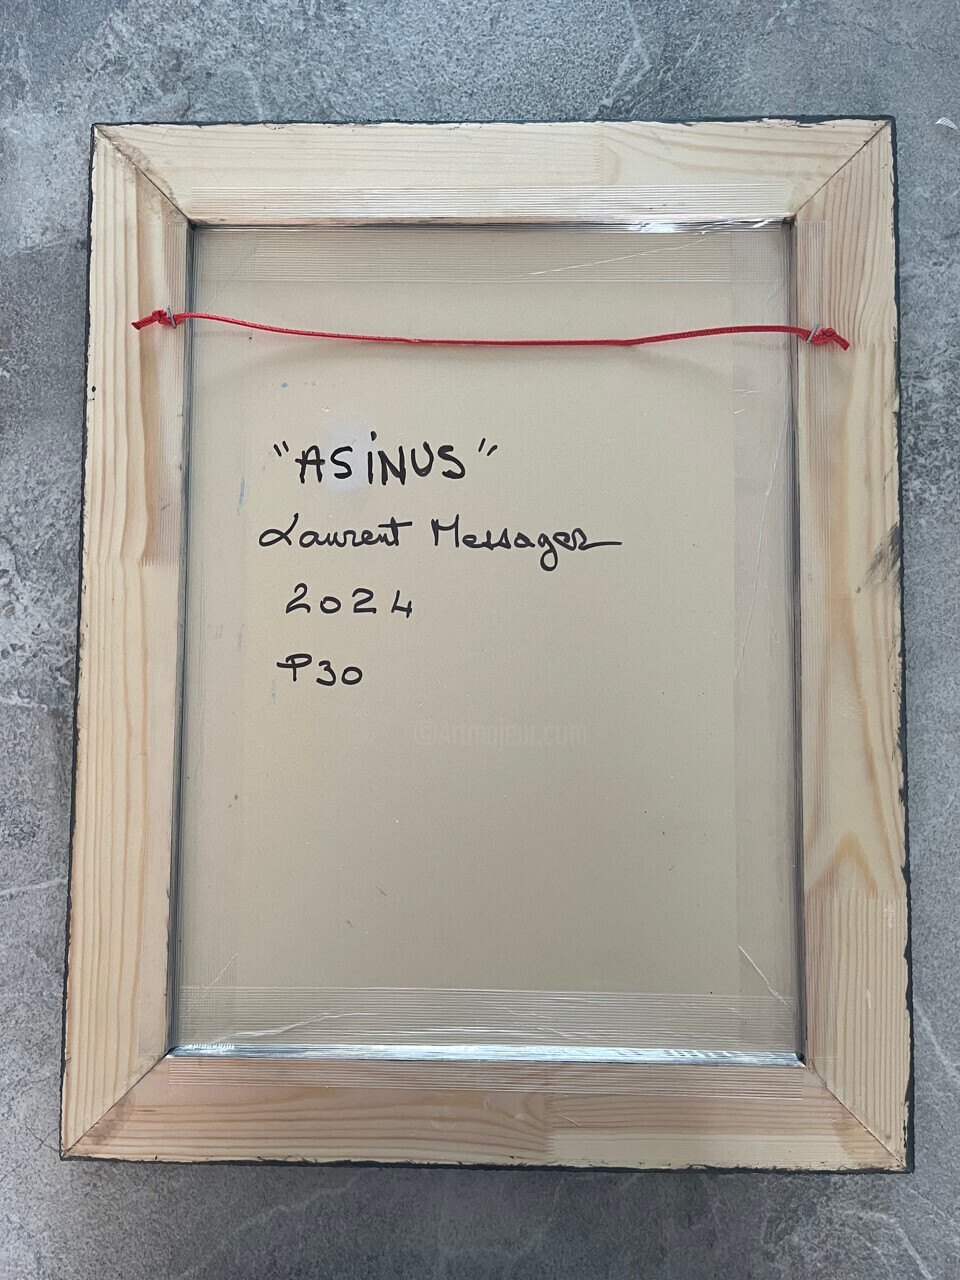 "ASiNUS"
Laurent Messager
2024
P30
©Artmajeur.com